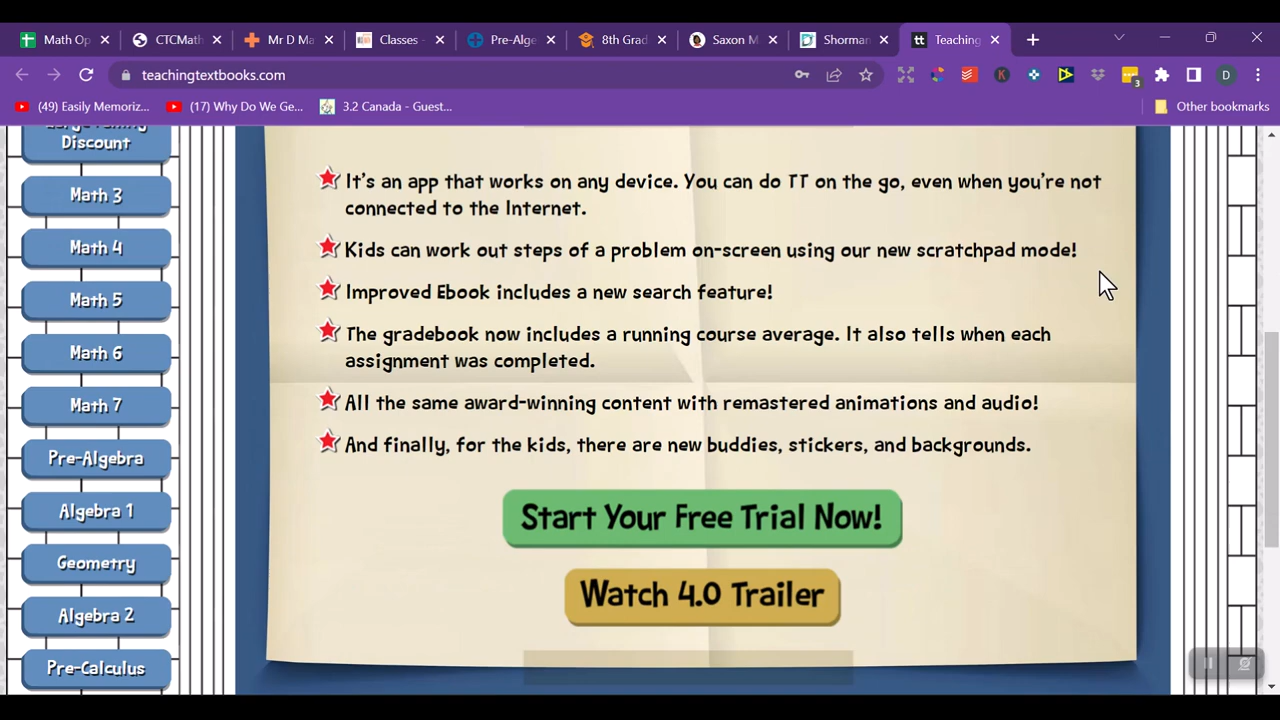 Math Op
CTCMath
Mr D Ma
Classes -
Pre-Alge
8th Grad
Saxon M
Shorman
tt Teaching
teachingtextbooks.com
D
3
(49) Easily Memoriz...
(17) Why Do We Ge...
3.2 Canada - Guest...
Other bookmarks
Discount
Math 3
Math 4
Math 5
Math 6
Math 7
Pre-Algebra
Algebra 1
Geometry
Algebra 2
Pre-Calculus
It's an app that works on any device. You can do TT on the go, even when you're not
connected to the Internet.
Kids can work out steps of a problem on-screen using our new scratchpad mode!
Improved Ebook includes a new search feature!
The gradebook now includes a running course average. It also tells when each
assignment was completed.
All the same award-winning content with remastered animations and audio!
And finally, for the kids, there are new buddies, stickers, and backgrounds.
Start Your Free Trial Now!
Watch 4.0 Trailer